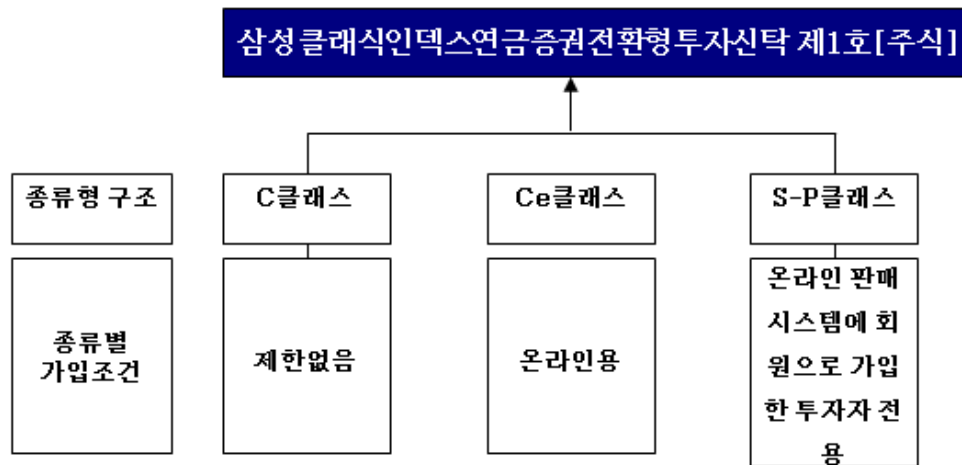 삼성클래식인덱스연금증권전환형투자신탁 제1호[주식]
종류형 구조
C클래스
Ce클래스
S-P클래스
종류별
가입조건
제한없음
온라인용
온라인 판매
시스템에 회
원으로 가입
한 투자자 전
용